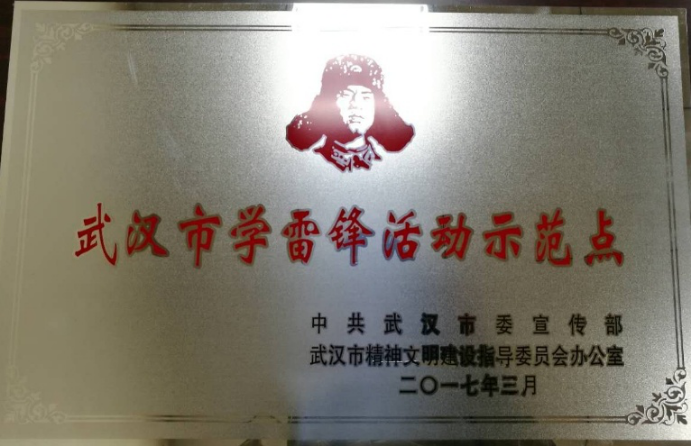 武汉市学雷锋活动示范点
中共武汉市委宣传部
武汉市精神文明建设指导委员会办公室
二〇一七年三月